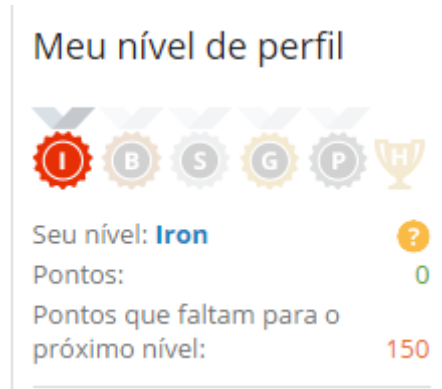 Meu nível de perfil
I B S G P H
Seu nível: Iron ?
Pontos: 0
Pontos que faltam para o
próximo nível: 150